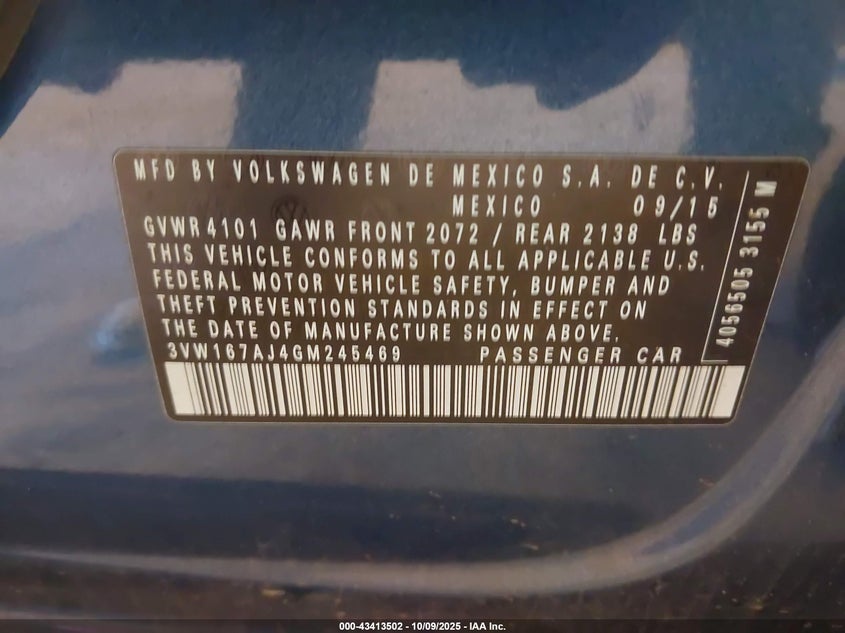 MFD BY VOLKSWAGEN DE MEXICO S.A. DE C.V.
MEXICO 09/15
GVWR 4101 GAWR FRONT 2072 / REAR 2138 LBS
THIS VEHICLE CONFORMS TO ALL APPLICABLE U.S.
FEDERAL MOTOR VEHICLE SAFETY, BUMPER AND
THEFT PREVENTION STANDARDS IN EFFECT ON
THE DATE OF MANUFACTURE SHOWN ABOVE.
3VW167AJ4GM245469 PASSENGER CAR
4056505 3155 M
000-43413502 - 10/09/2025 - IAA Inc.